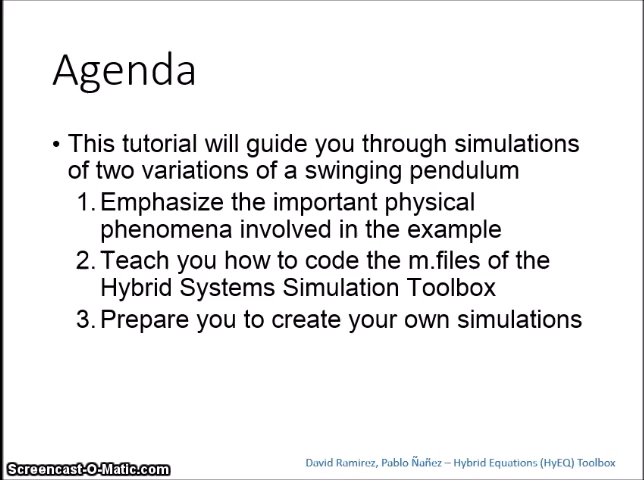 Agenda
• This tutorial will guide you through simulations
of two variations of a swinging pendulum
1. Emphasize the important physical
phenomena involved in the example
2. Teach you how to code the m.files of the
Hybrid Systems Simulation Toolbox
3. Prepare you to create your own simulations
David Ramirez, Pablo Ñañez – Hybrid Equations (HyEQ) Toolbox
Screencast-O-Matic.com